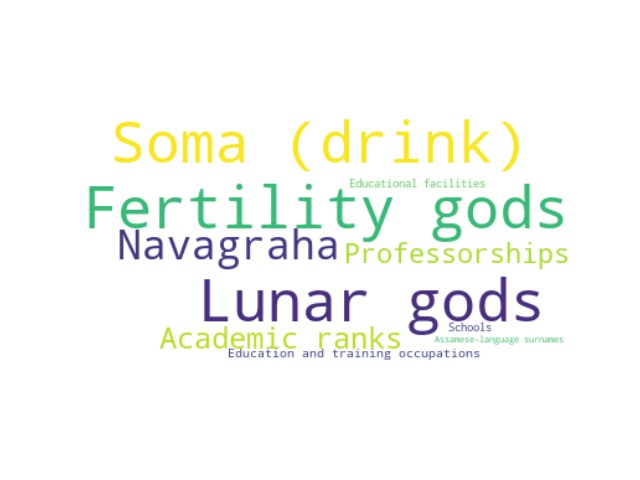 Soma (drink)
Educational facilities
Fertility gods
Navagraha
Professorships
Lunar gods
Schools
Academic ranks
Assamese-language surnames
Education and training occupations